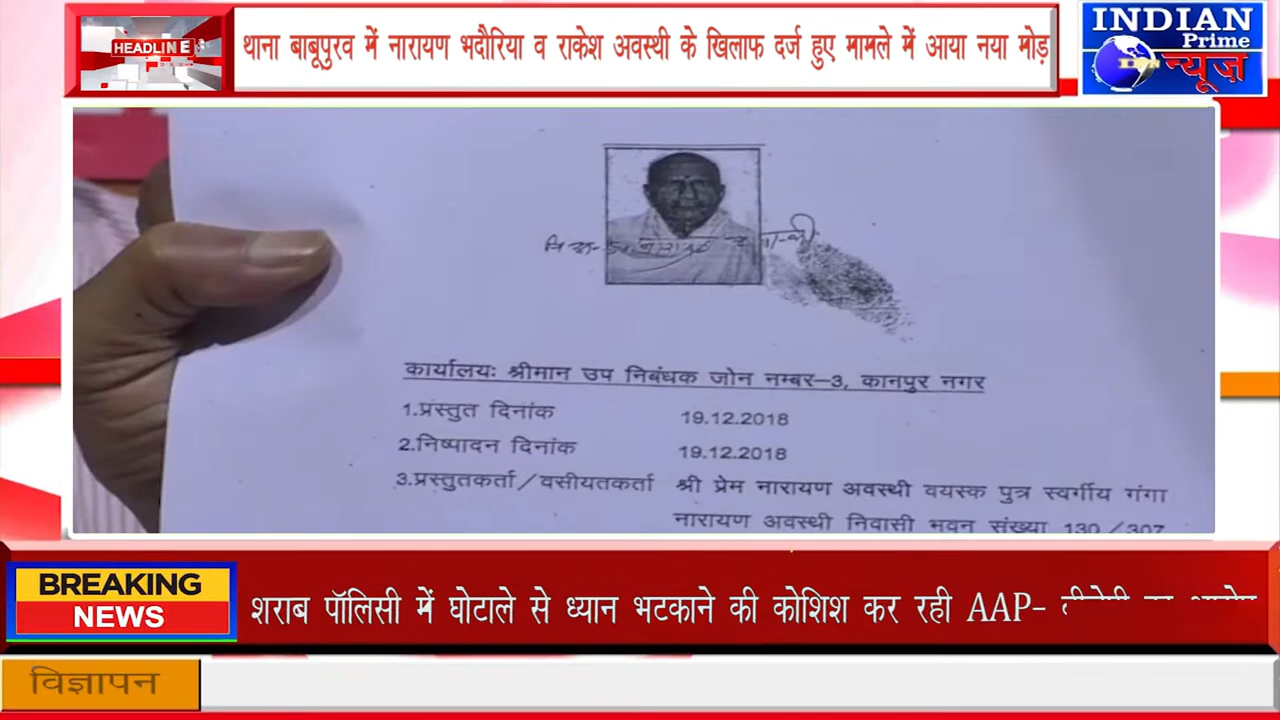 HEADLINE
थाना बाबूपुरव में नारायण भदौरिया व राकेश अवस्थी के खिलाफ दर्ज हुए मामले में आया नया मोड़
INDIAN
Prime
न्यूज़
कार्यालयः श्रीमान उप निबंधक जोन नम्बर–3, कानपुर नगर
1.प्रस्तुत दिनांक 19.12.2018
2.निष्पादन दिनांक 19.12.2018
3.प्रस्तुतकर्ता/वसीयतकर्ता श्री प्रेम नारायण अवस्थी वयस्क पुत्र स्वर्गीय गंगा
नारायण अवस्थी निवासी भवन संख्या 130/307
BREAKING
NEWS
शराब पॉलिसी में घोटाले से ध्यान भटकाने की कोशिश कर रही AAP-
विज्ञापन